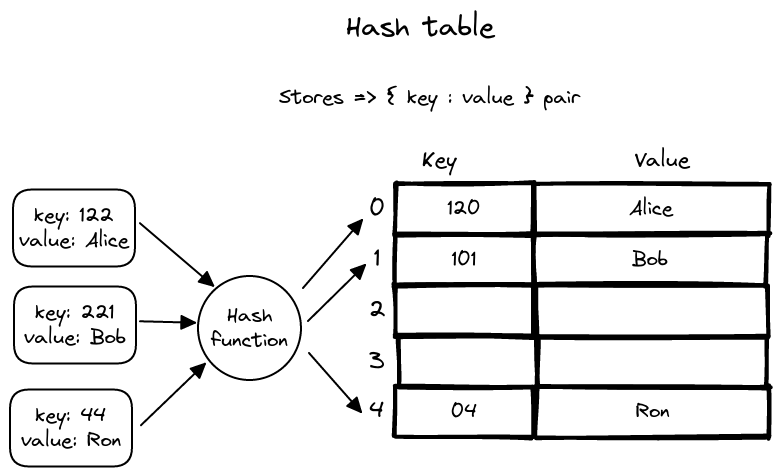 Hash table
Stores => { key : value } pair
Key Value
key: 122
value: Alice
key: 221
value: Bob
key: 44
value: Ron
Hash
function
0 120 Alice
1 101 Bob
2
3
4 04 Ron